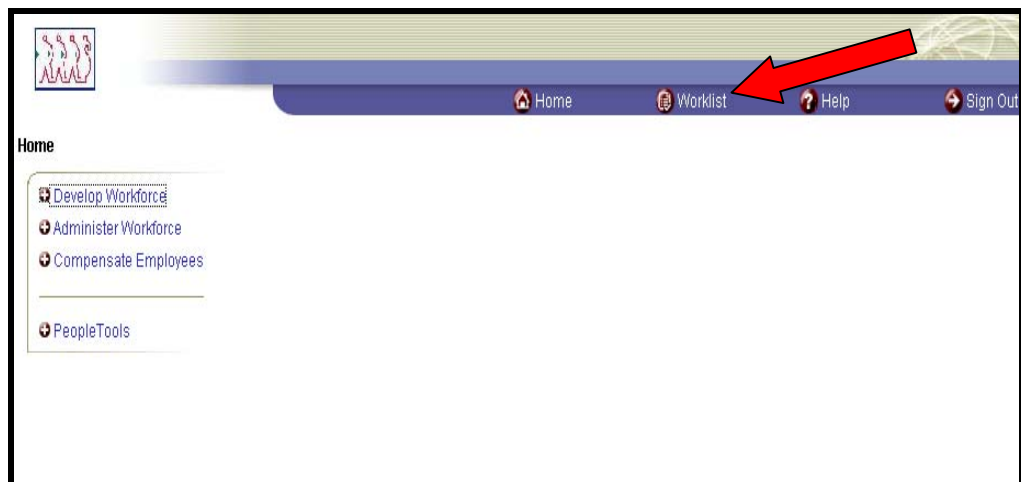 Home Worklist Help Sign Out
Home
Develop Workforce
Administer Workforce
Compensate Employees
PeopleTools